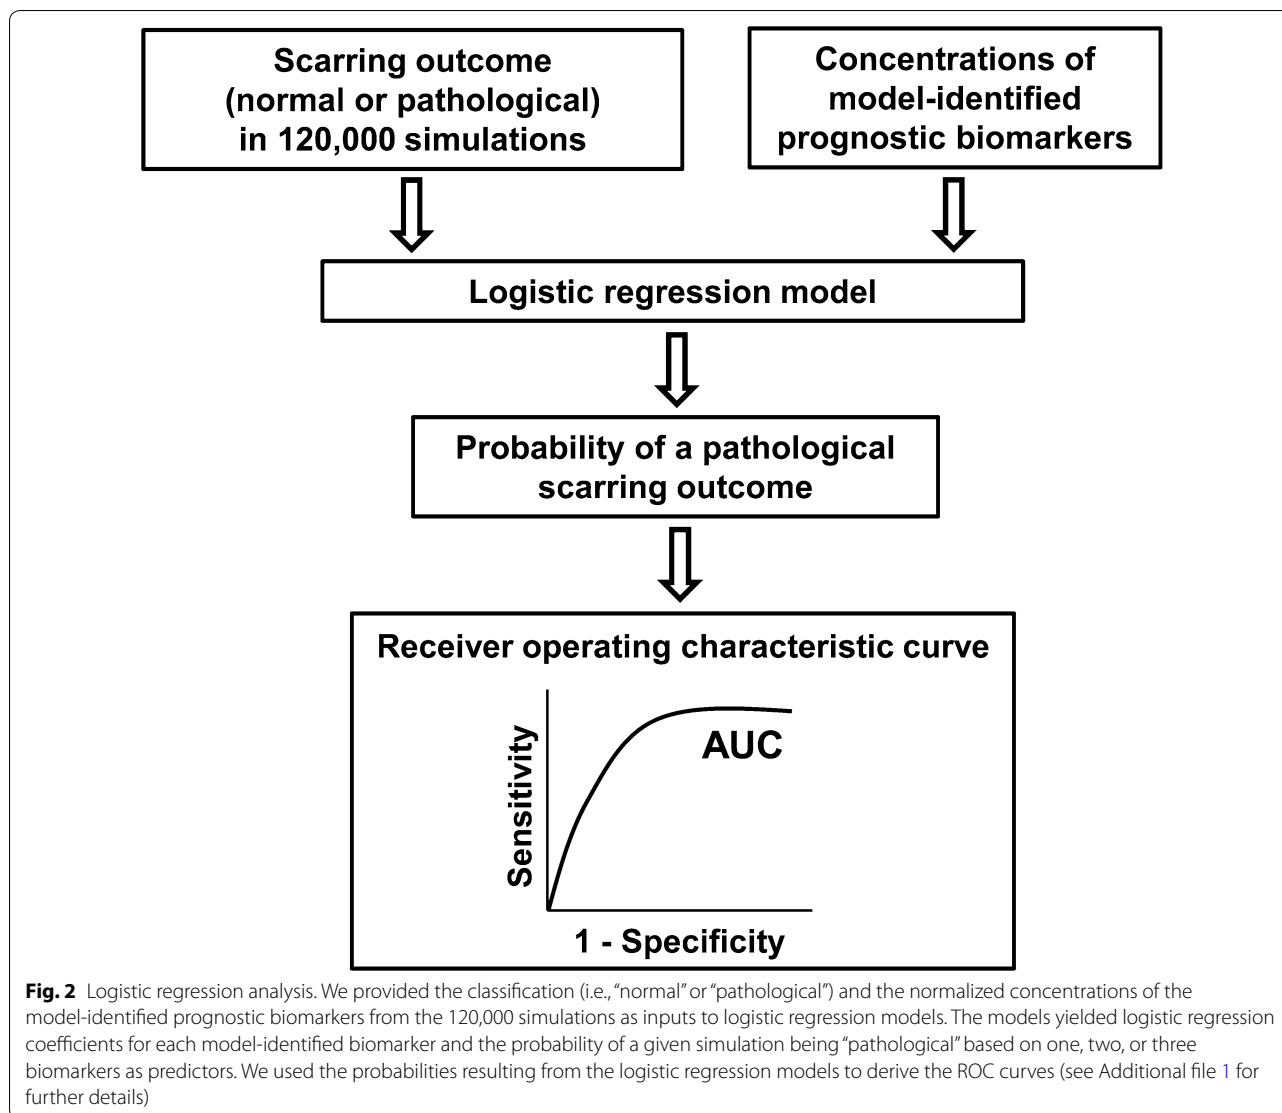 Scarring outcome
(normal or pathological)
in 120,000 simulations
Concentrations of
model-identified
prognostic biomarkers
Logistic regression model
Probability of a pathological
scarring outcome
Receiver operating characteristic curve
Sensitivity
AUC
1 - Specificity
Fig. 2 Logistic regression analysis. We provided the classification (i.e., “normal” or “pathological”) and the normalized concentrations of the
model-identified prognostic biomarkers from the 120,000 simulations as inputs to logistic regression models. The models yielded logistic regression
coefficients for each model-identified biomarker and the probability of a given simulation being “pathological” based on one, two, or three
biomarkers as predictors. We used the probabilities resulting from the logistic regression models to derive the ROC curves (see Additional file 1 for
further details)